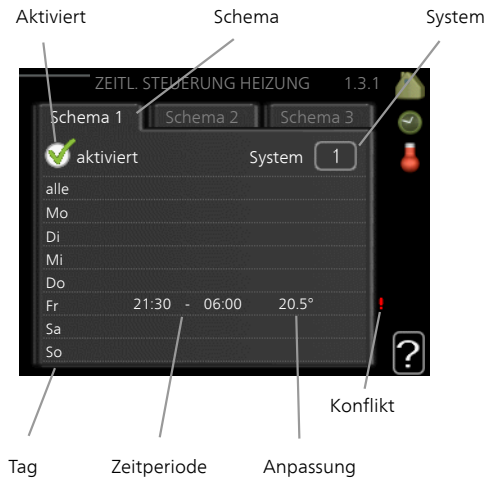 Aktiviert Schema System
ZEITL. STEUERUNG HEIZUNG 1.3.1
Schema 1 Schema 2 Schema 3
aktiviert System 1
alle
Mo
Di
Mi
Do
Fr 21:30 - 06:00 20.5° !
Sa
So
?
Konflikt
Tag Zeitperiode Anpassung